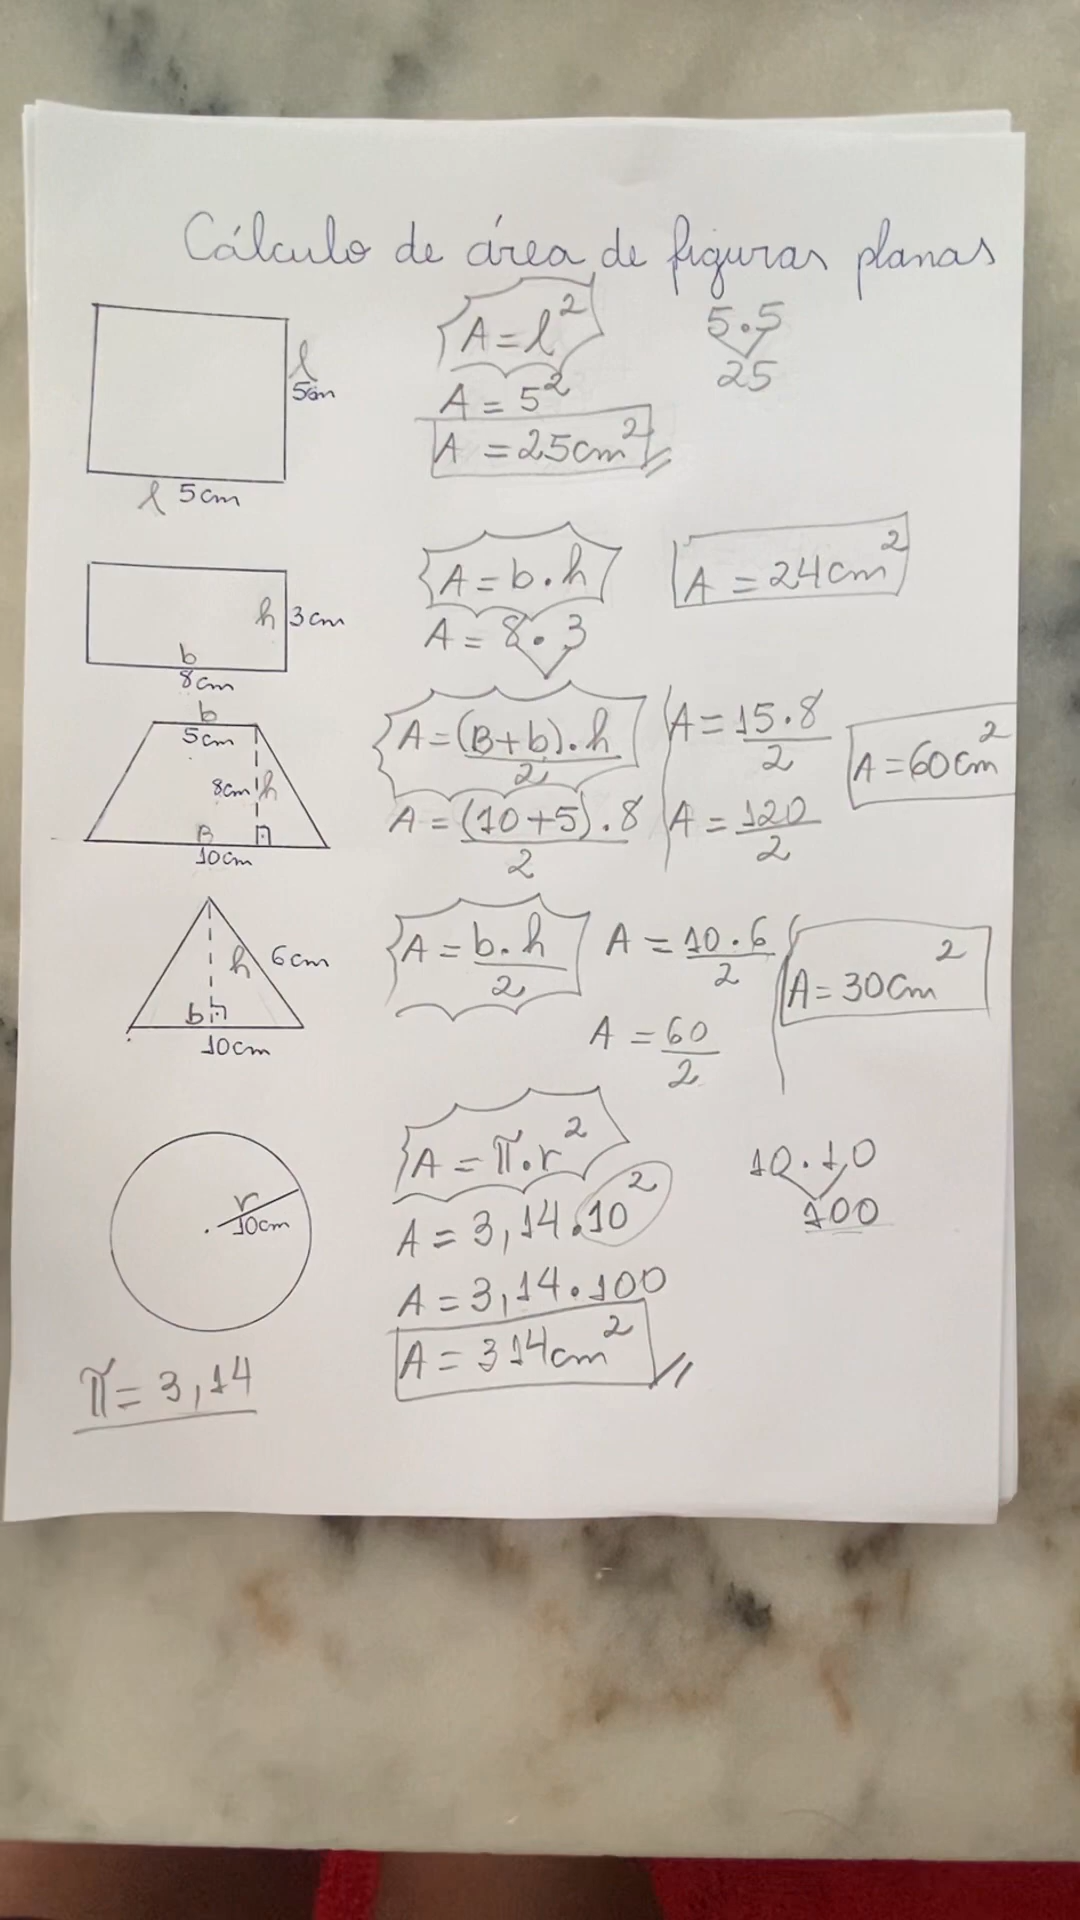 Cálculo de área de figuras planas
l
5cm
l 5cm
A = l²
A = 5²
A = 25cm²
5.5
25
h 3cm
b
8cm
A = b.h
A = 8.3
A = 24cm²
b
5cm
8cm h
B
10cm
A = (B+b).h
2
A = (10+5).8
2
A = 15.8
2
A = 120
2
A = 60cm²
h 6cm
b
10cm
A = b.h
2
A = 10.6
2
A = 60
2
A = 30cm²
r
10cm
π = 3,14
A = π.r²
A = 3,14.10²
A = 3,14.100
A = 314cm²
10.10
100